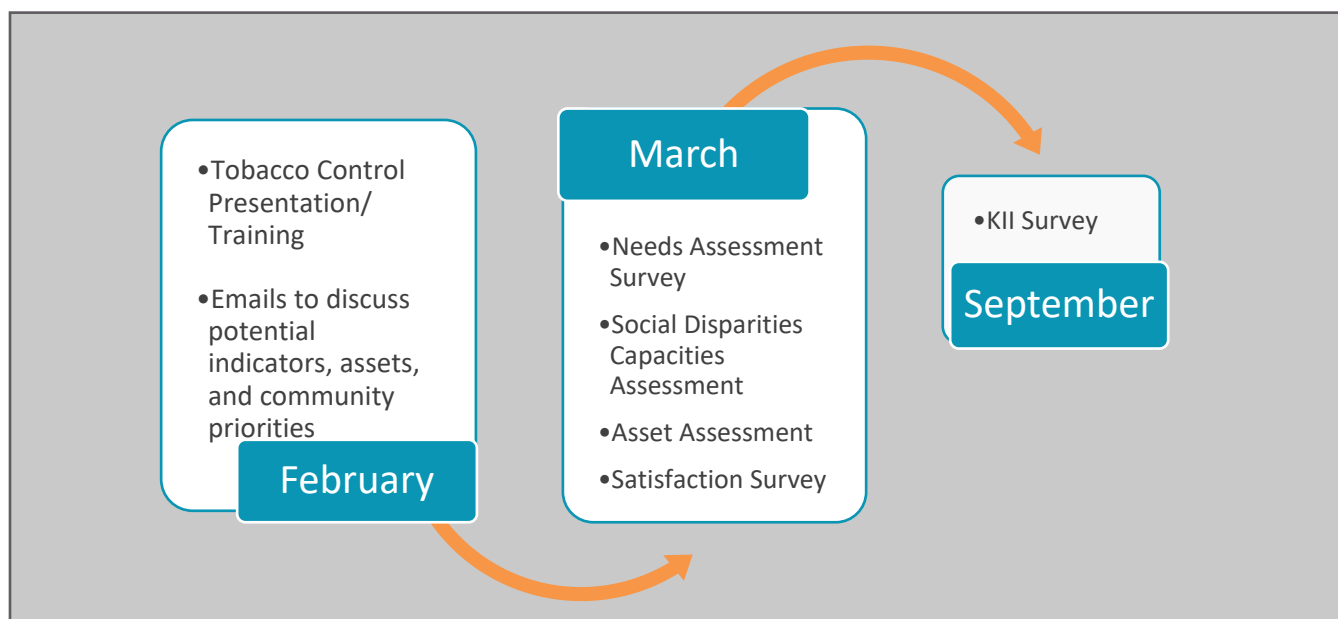 •Tobacco Control
Presentation/
Training
•Emails to discuss
potential
indicators, assets,
and community
priorities
February
March
•Needs Assessment
Survey
•Social Disparities
Capacities
Assessment
•Asset Assessment
•Satisfaction Survey
•KII Survey
September